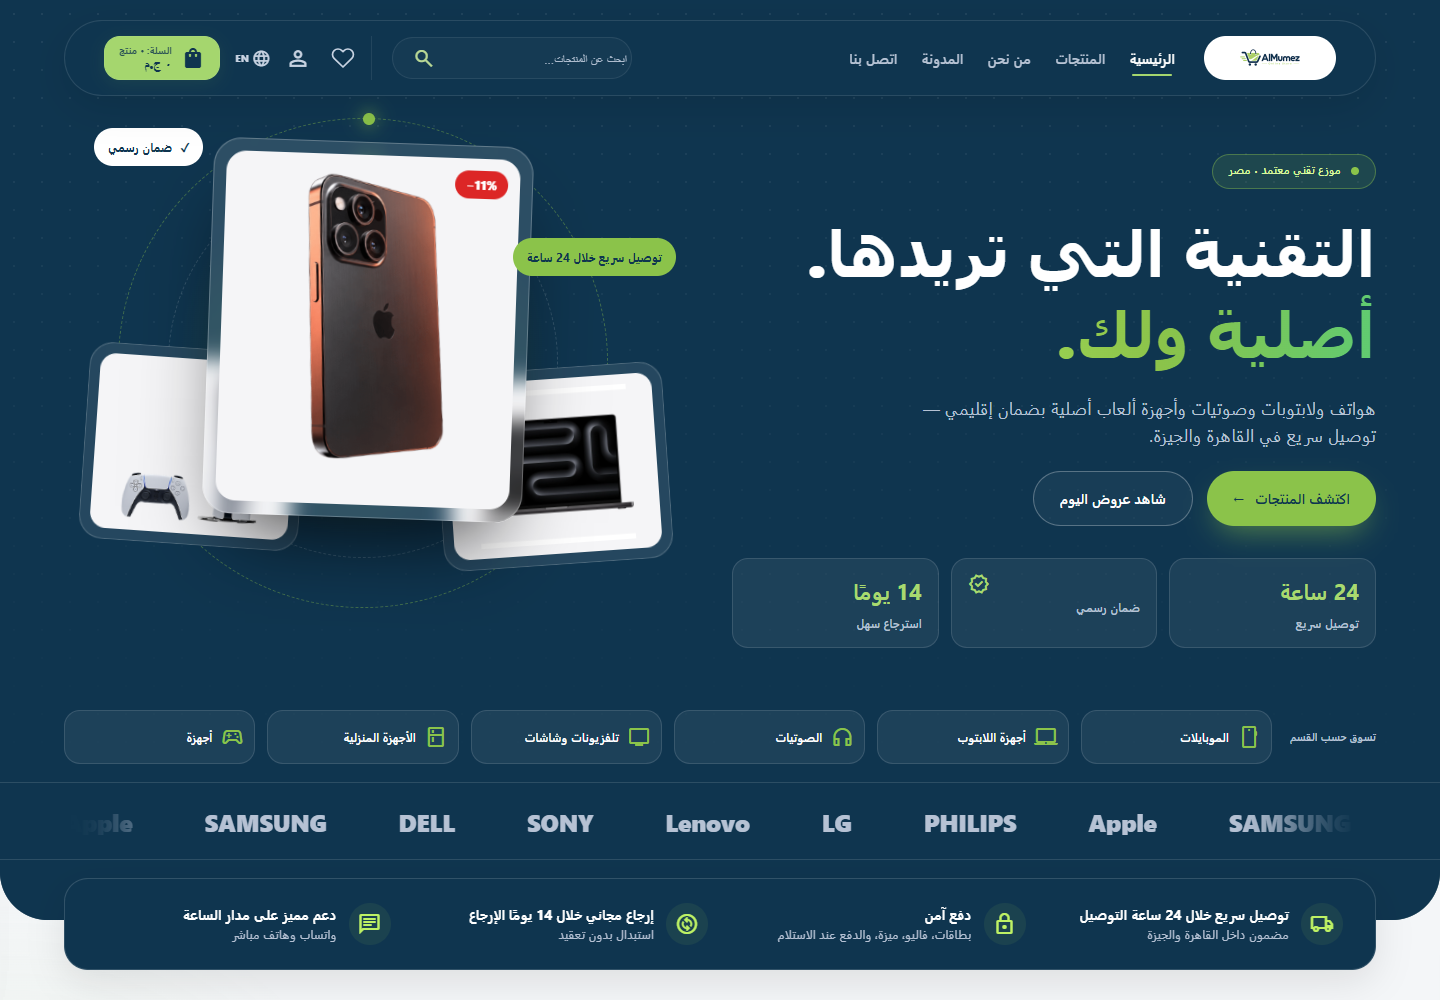 AlMumez
الرئيسية
المنتجات
من نحن
المدونة
اتصل بنا
ابحث عن المنتجات...
EN
السلة: ٠ منتج
٠ ج.م
موزع تقني معتمد · مصر
التقنية التي تريدها.
أصلية ولك.
هواتف ولابتوبات وصوتيات وأجهزة ألعاب أصلية بضمان إقليمي —
توصيل سريع في القاهرة والجيزة.
اكتشف المنتجات ←
شاهد عروض اليوم
24 ساعة
توصيل سريع
ضمان رسمي
14 يومًا
استرجاع سهل
✓ ضمان رسمي
−11%
توصيل سريع خلال 24 ساعة
تسوق حسب القسم
الموبايلات
أجهزة اللابتوب
الصوتيات
تلفزيونات وشاشات
الأجهزة المنزلية
أجهزة
pple SAMSUNG DELL SONY Lenovo LG PHILIPS Apple SAMSUNG
توصيل سريع خلال 24 ساعة التوصيل
مضمون داخل القاهرة والجيزة
دفع آمن
بطاقات، فاليو، ميزة، والدفع عند الاستلام
إرجاع مجاني خلال 14 يومًا الإرجاع
استبدال بدون تعقيد
دعم مميز على مدار الساعة
واتساب وهاتف مباشر